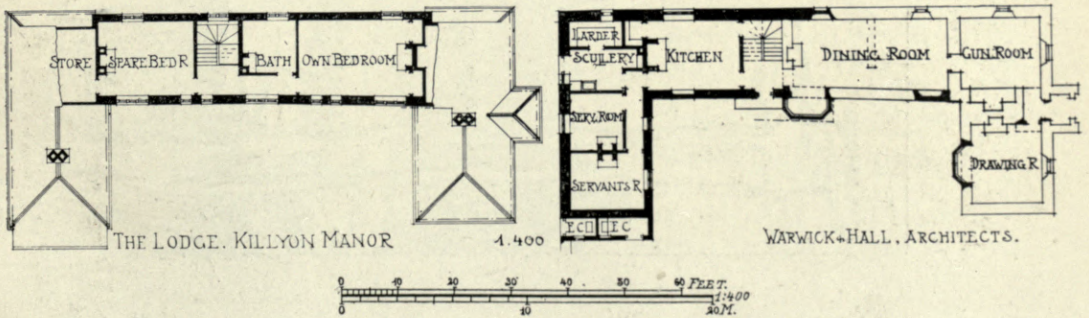 STORE
SPARE BED R
BATH
OWN BEDROOM
LARDER
SCULLERY
KITCHEN
DINING ROOM
GUN. ROOM
SERV. ROOM
SERVANTS R
DRAWING R
E.C
E C
THE LODGE. KILLYON MANOR
1.400
WARWICK + HALL, ARCHITECTS.
0 10 20 30 40 50 60 FEET.
1:400
0 10 20 M.